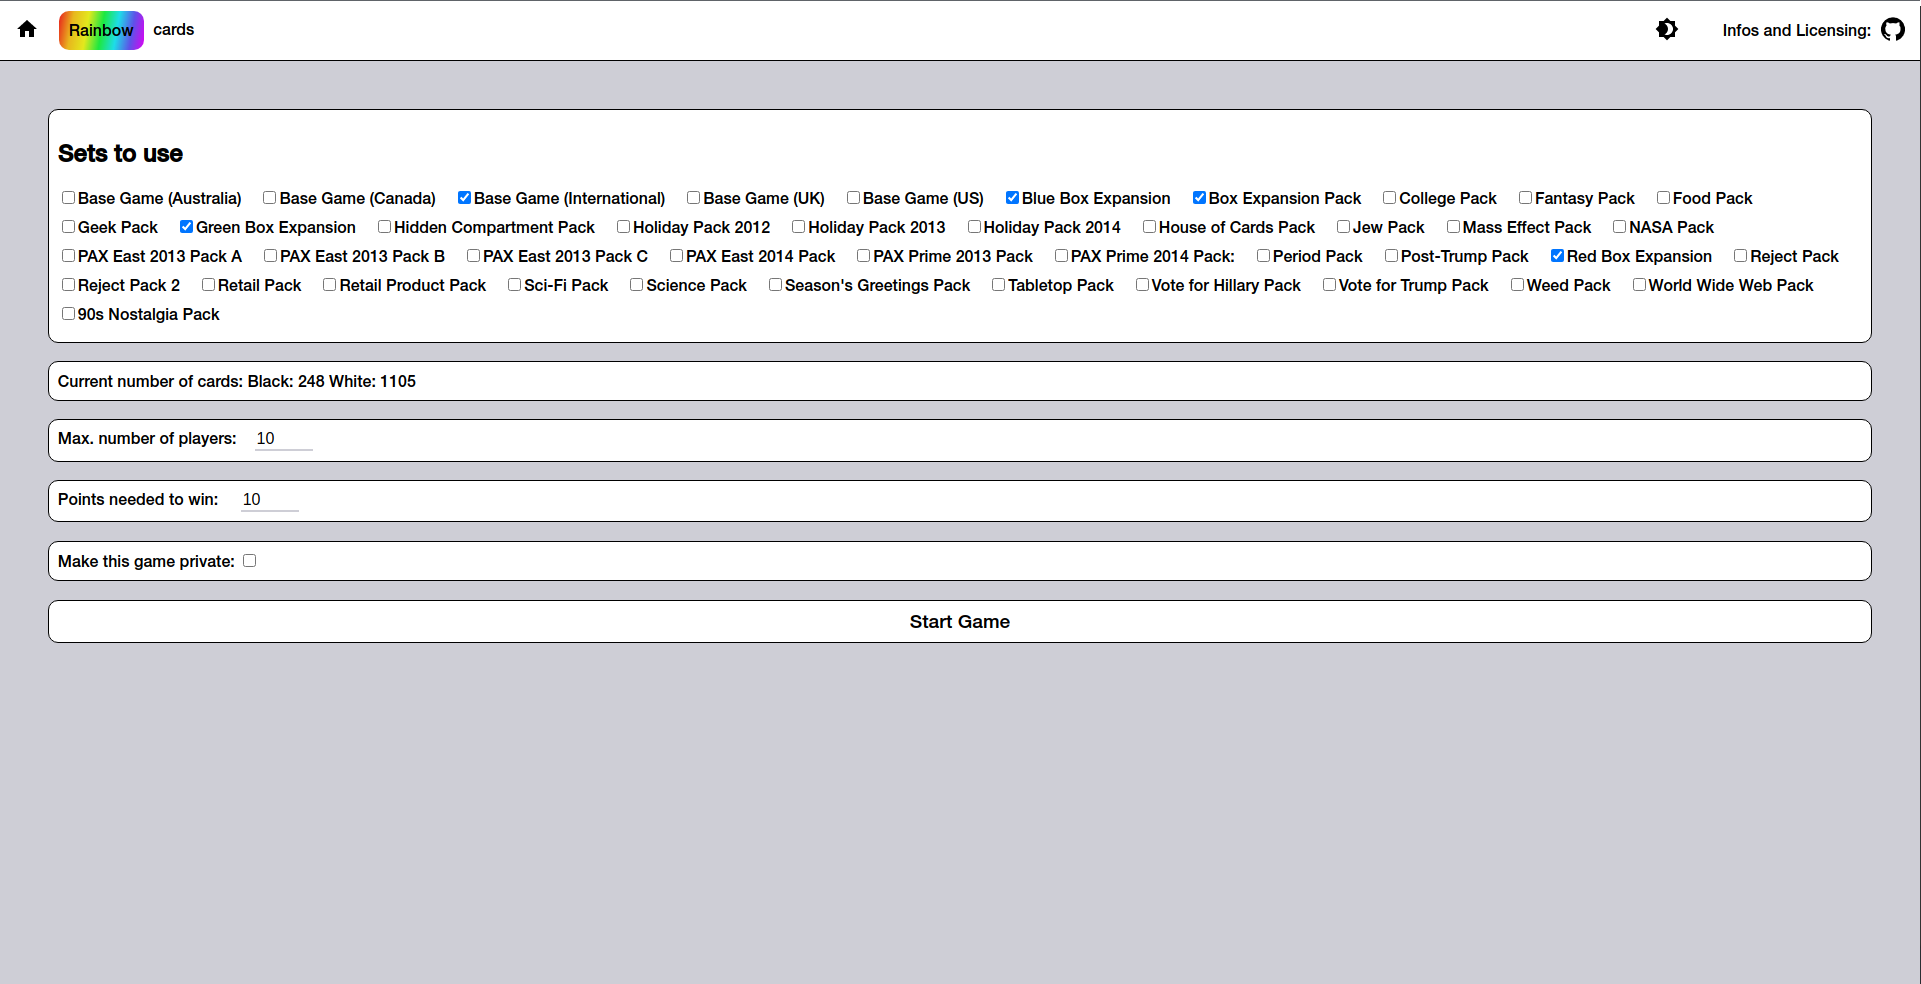 Rainbow cards Infos and Licensing:
Sets to use
Base Game (Australia) Base Game (Canada) Base Game (International) Base Game (UK) Base Game (US) Blue Box Expansion Box Expansion Pack College Pack Fantasy Pack Food Pack
Geek Pack Green Box Expansion Hidden Compartment Pack Holiday Pack 2012 Holiday Pack 2013 Holiday Pack 2014 House of Cards Pack Jew Pack Mass Effect Pack NASA Pack
PAX East 2013 Pack A PAX East 2013 Pack B PAX East 2013 Pack C PAX East 2014 Pack PAX Prime 2013 Pack PAX Prime 2014 Pack: Period Pack Post-Trump Pack Red Box Expansion Reject Pack
Reject Pack 2 Retail Pack Retail Product Pack Sci-Fi Pack Science Pack Season's Greetings Pack Tabletop Pack Vote for Hillary Pack Vote for Trump Pack Weed Pack World Wide Web Pack
90s Nostalgia Pack
Current number of cards: Black: 248 White: 1105
Max. number of players: 10
Points needed to win: 10
Make this game private:
Start Game